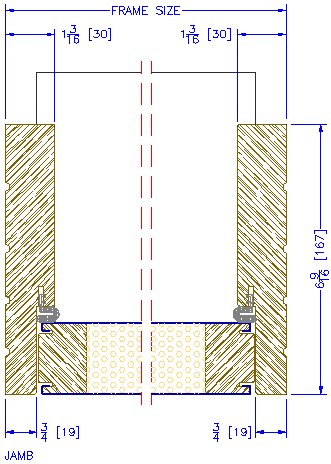 FRAME SIZE
1 3/16 [30] 1 3/16 [30]
6 9/16 [167]
3/4 [19] 3/4 [19]
JAMB